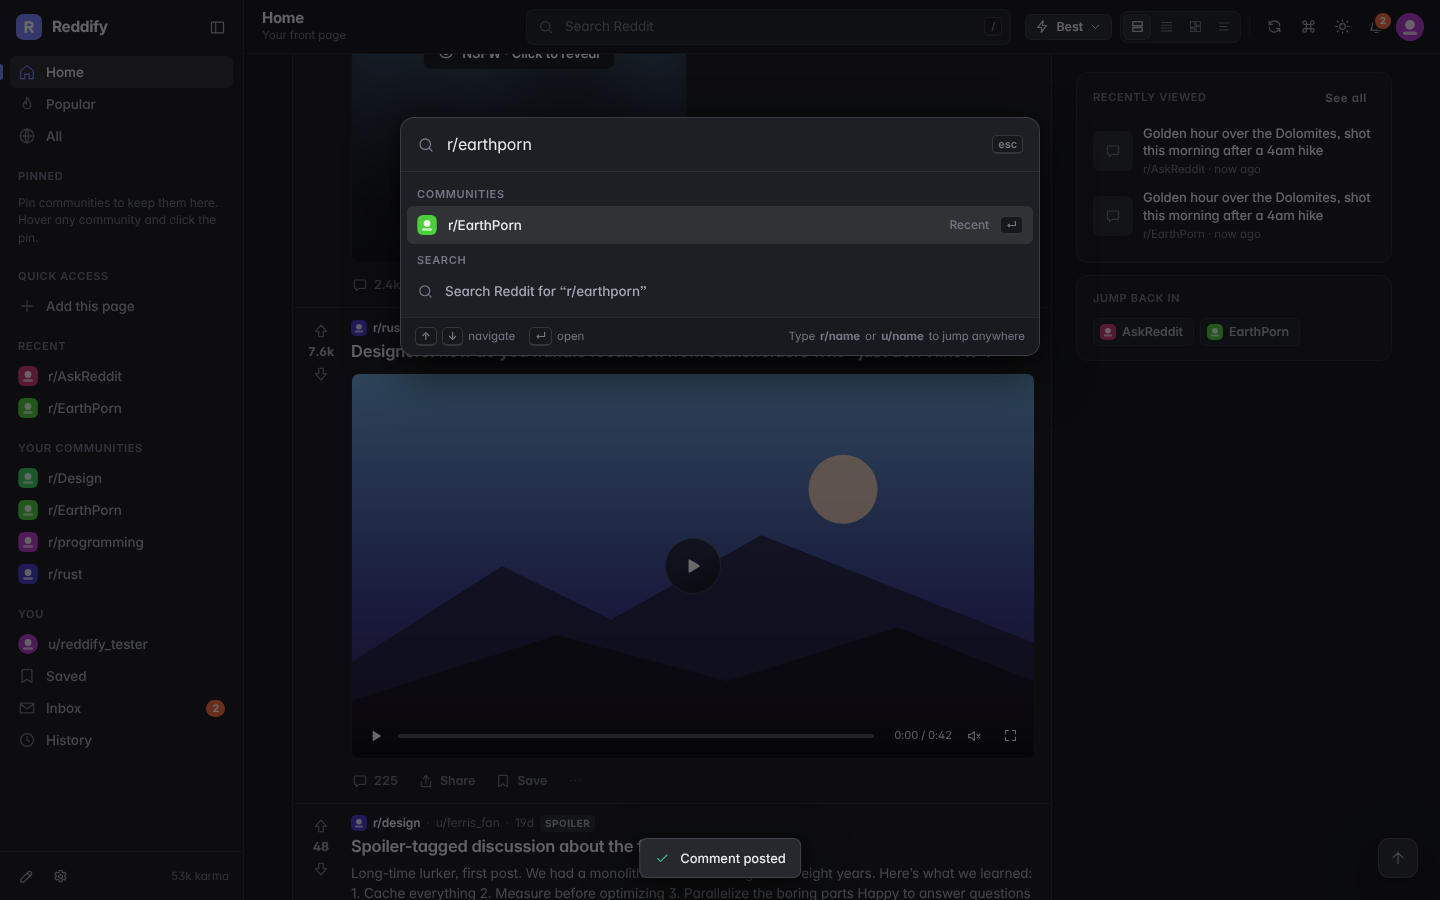 R Reddify
Home
Popular
All
PINNED
Pin communities to keep them here.
Hover any community and click the
pin.
QUICK ACCESS
Add this page
RECENT
r/AskReddit
r/EarthPorn
YOUR COMMUNITIES
r/Design
r/EarthPorn
r/programming
r/rust
YOU
u/reddify_tester
Saved
Inbox 2
History
53k karma
Home
Your front page
Search Reddit /
Best
2
NSFW · Click to reveal
r/earthporn esc
COMMUNITIES
r/EarthPorn Recent
SEARCH
Search Reddit for “r/earthporn”
navigate open Type r/name or u/name to jump anywhere
2.4k
7.6k
0:00 / 0:42
225 Share Save ...
r/design · u/ferris_fan · 19d SPOILER
48
Spoiler-tagged discussion about the
Long-time lurker, first post. We had a eight years. Here's what we learned:
1. Cache everything 2. Measure before optimizing 3. Parallelize the boring parts Happy to answer questions
Comment posted
RECENTLY VIEWED See all
Golden hour over the Dolomites, shot
this morning after a 4am hike
r/AskReddit · now ago
Golden hour over the Dolomites, shot
this morning after a 4am hike
r/EarthPorn · now ago
JUMP BACK IN
AskReddit EarthPorn